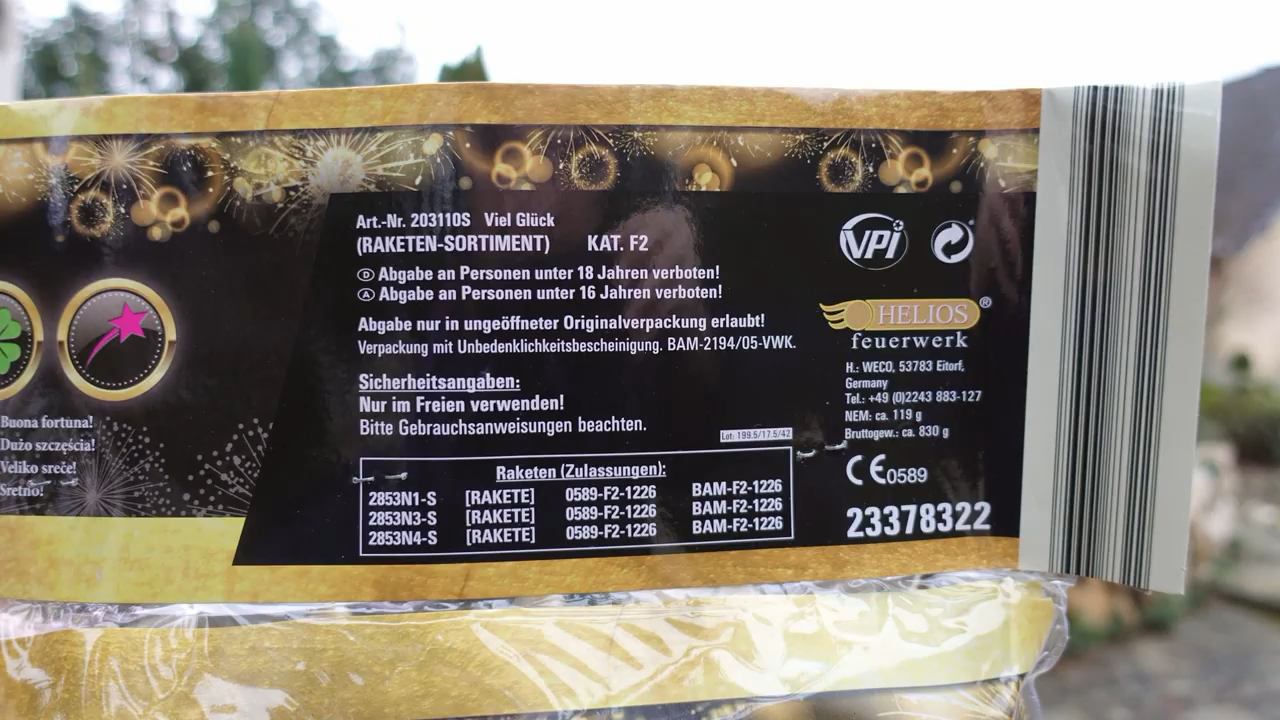 Art.-Nr. 203110S Viel Glück
(RAKETEN-SORTIMENT) KAT. F2
D Abgabe an Personen unter 18 Jahren verboten!
A Abgabe an Personen unter 16 Jahren verboten!
Abgabe nur in ungeöffneter Originalverpackung erlaubt!
Verpackung mit Unbedenklichkeitsbescheinigung. BAM-2194/05-VWK.
Sicherheitsangaben:
Nur im Freien verwenden!
Bitte Gebrauchsanweisungen beachten.
Lot: 199.5/17.5/42
Raketen (Zulassungen):
2853N1-S [RAKETE] 0589-F2-1226 BAM-F2-1226
2853N3-S [RAKETE] 0589-F2-1226 BAM-F2-1226
2853N4-S [RAKETE] 0589-F2-1226 BAM-F2-1226
VPi
HELIOS®
feuerwerk
H.: WECO, 53783 Eitorf,
Germany
Tel.: +49 (0)2243 883-127
NEM: ca. 119 g
Bruttogew.: ca. 830 g
CE0589
23378322
Buona fortuna!
Dużo szczęścia!
Veliko sreče!
Sretno!